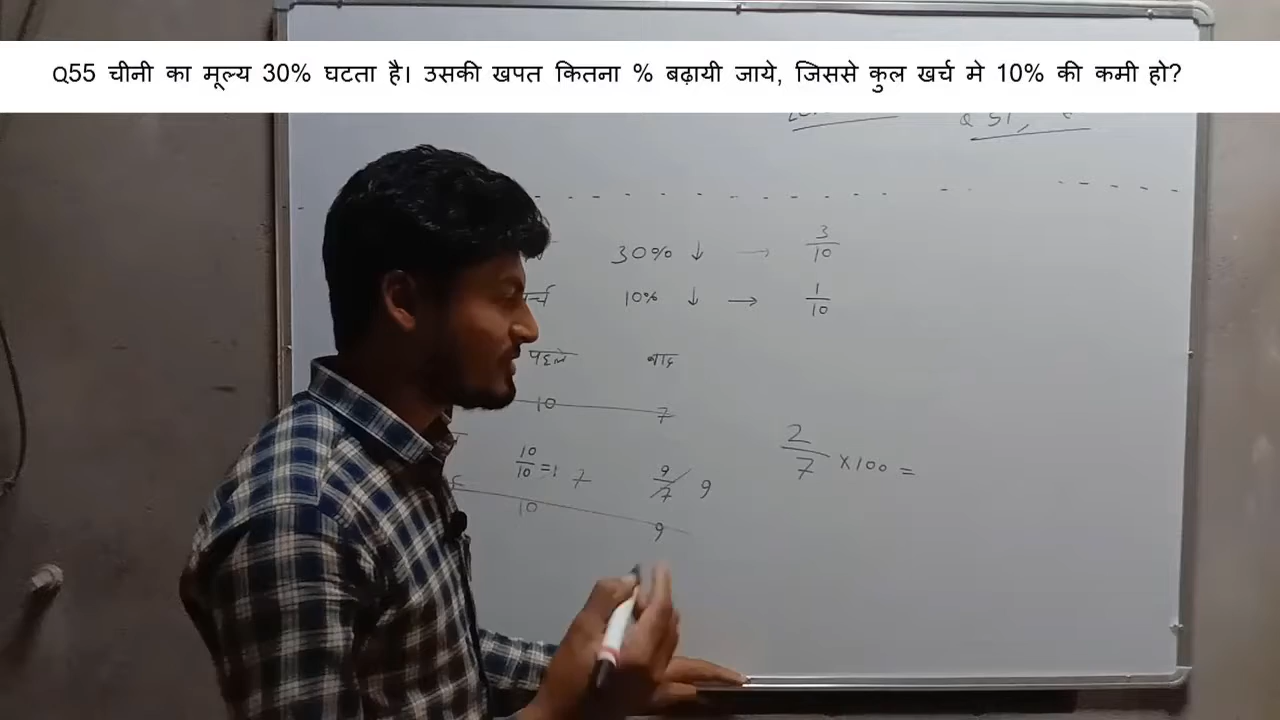 Q55 चीनी का मूल्य 30% घटता है। उसकी खपत कितना % बढ़ायी जाये, जिससे कुल खर्च मे 10% की कमी हो?
Q 51,
30% ↓ → 3/10
10% ↓ → 1/10
पहले बाद
10 7
10/10 = 1 7 9/7 9
10 9
2/7 × 100 =